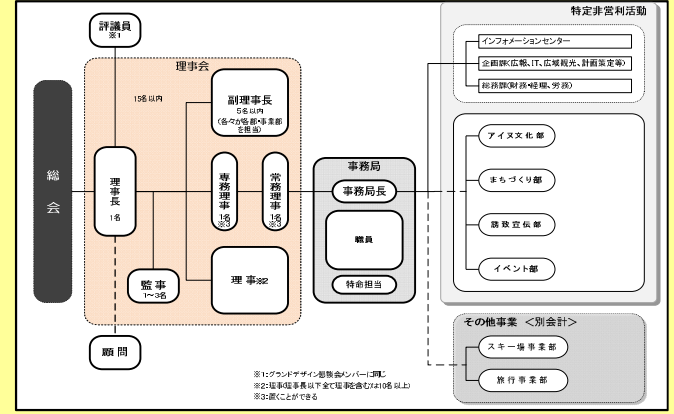 評議員
※1
理事会
15名以内
副理事長
5名以内
(各々が各部・事業部
を担当)
総会
理事長
1名
専務理事
1名
※3
常務理事
1名
※3
監事
1〜3名
理事※2
顧問
事務局
事務局長
職員
特命担当
特定非営利活動
インフォメーションセンター
企画課(広報、IT、広域観光、計画策定等)
総務課(財務・経理、労務)
アイヌ文化部
まちづくり部
誘致宣伝部
イベント部
その他事業 <別会計>
スキー場事業部
旅行事業部
※1:グランドデザイン懇談会メンバーに同じ
※2:理事(理事長以下全て理事を含む)は10名以上)
※3:置くことができる